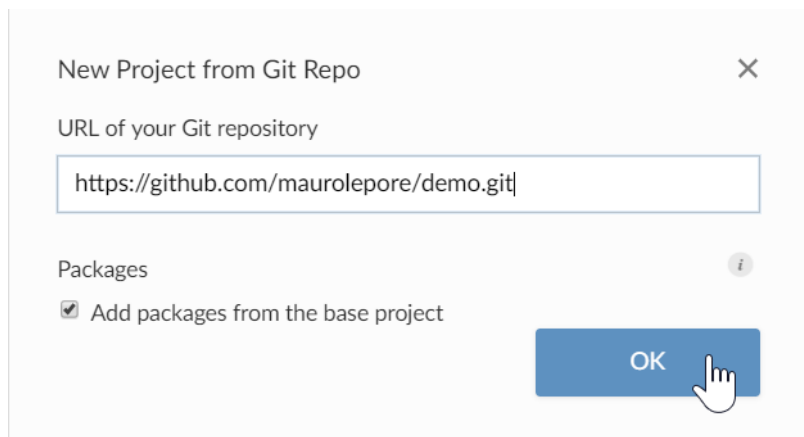 New Project from Git Repo
URL of your Git repository
https://github.com/maurolepore/demo.git
Packages
i
Add packages from the base project
OK